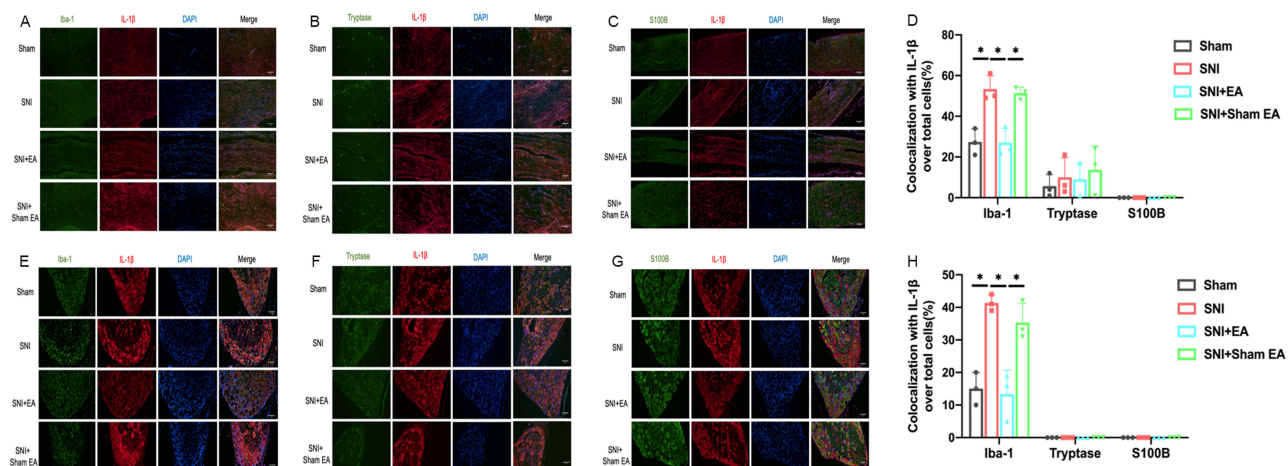 A
Iba-1 IL-1β DAPI Merge
Sham
SNI
SNI+EA
SNI+
Sham EA
B
Tryptase IL-1β DAPI Merge
Sham
SNI
SNI+EA
SNI+
Sham EA
C
S100B IL-1β DAPI Merge
Sham
SNI
SNI+EA
SNI+
Sham EA
D
Colocalization with IL-1β
over total cells(%)
80
60
40
20
0
* * *
Iba-1 Tryptase S100B
Sham
SNI
SNI+EA
SNI+Sham EA
E
Iba-1 IL-1β DAPI Merge
Sham
SNI
SNI+EA
SNI+
Sham EA
F
Tryptase IL-1β DAPI Merge
Sham
SNI
SNI+EA
SNI+
Sham EA
G
S100B IL-1β DAPI Merge
Sham
SNI
SNI+EA
SNI+
Sham EA
H
Colocalization with IL-1β
over total cells(%)
50
40
30
20
10
0
* * *
Iba-1 Tryptase S100B
Sham
SNI
SNI+EA
SNI+Sham EA